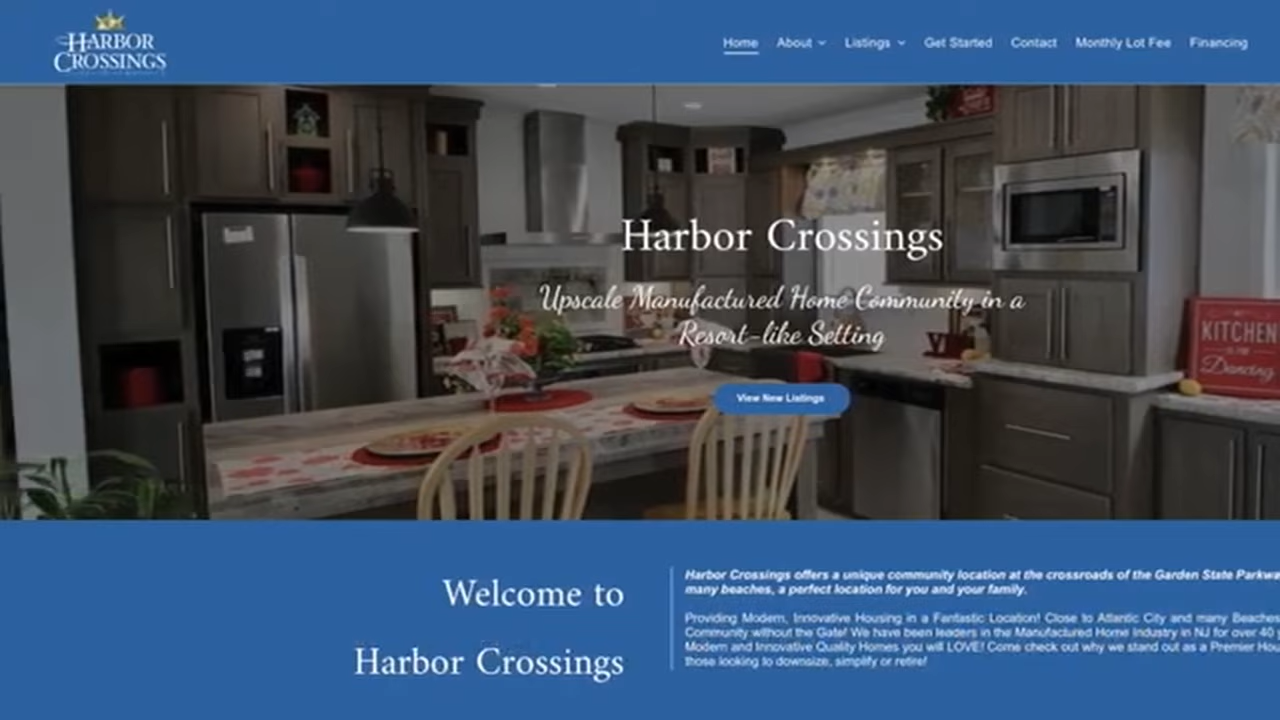 HARBOR
CROSSINGS
Home About Listings Get Started Contact Monthly Lot Fee Financing
Harbor Crossings
Upscale Manufactured Home Community in a
Resort-like Setting
View New Listings
KITCHEN
Dancing
Welcome to
Harbor Crossings
Harbor Crossings offers a unique community location at the crossroads of the Garden State Parkwa
many beaches, a perfect location for you and your family.
Providing Modern, Innovative Housing in a Fantastic Location! Close to Atlantic City and many Beaches
Community without the Gate! We have been leaders in the Manufactured Home Industry in NJ for over 40
Modern and Innovative Quality Homes you will LOVE! Come check out why we stand out as a Premier Hou
those looking to downsize, simplify or retire!